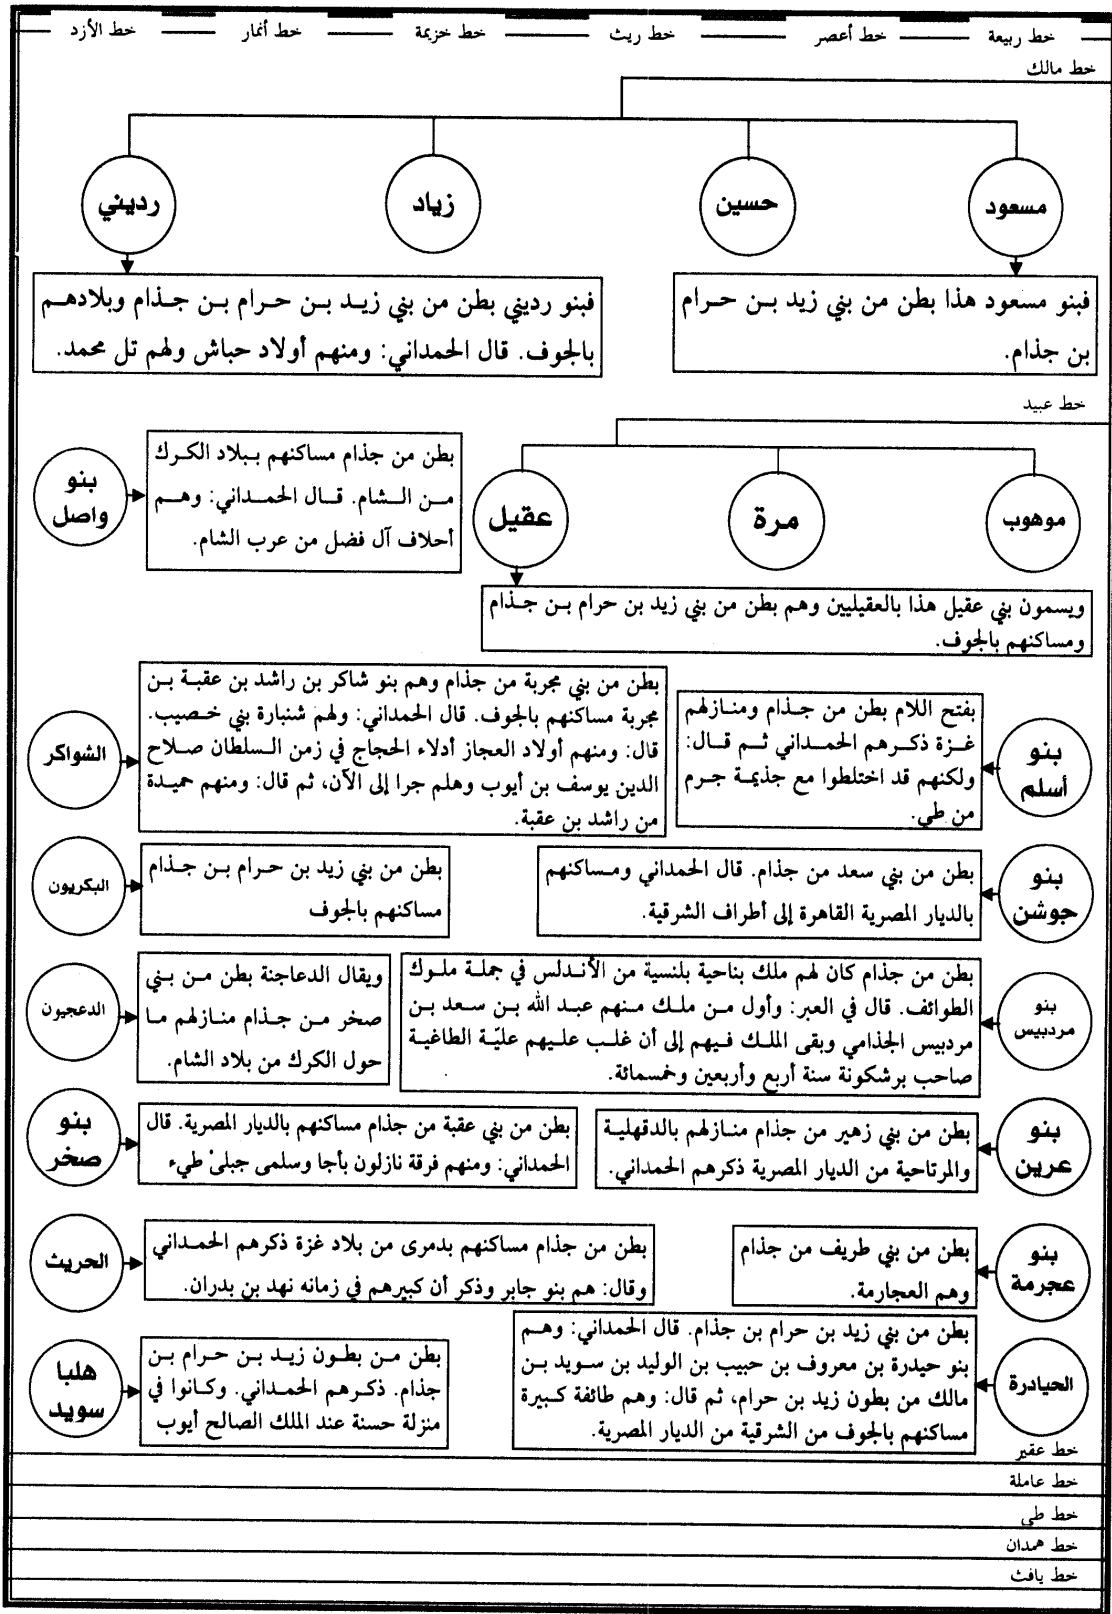 خط ربيعة خط أعصر خط ريث خط خزيمة خط أنمار خط الأزد
خط مالك
مسعود
حسين
زياد
رديني
فبنو مسعود هذا بطن من بني زيد بن حرام
بن جذام.
فبنو رديني بطن من بني زيد بن حرام بن جذام وبلادهم
بالجوف. قال الحمداني: ومنهم أولاد حباش ولهم تل محمد.
خط عبيد
موهوب
مرة
عقيل
ويسمون بني عقيل هذا بالعقيليين وهم بطن من بني زيد بن حرام بن جذام
ومساكنهم بالجوف.
بنو
واصل
بطن من جذام مساكنهم ببلاد الكرك
من الشام. قال الحمداني: وهم
أحلاف آل فضل من عرب الشام.
بنو
أسلم
بفتح اللام بطن من جذام ومنازلهم
غزة ذكرهم الحمداني ثم قال:
ولكنهم قد اختلطوا مع جذيمة جرم
من طي.
الشواكر
بطن من بني مجربة من جذام وهم بنو شاكر بن راشد بن عقبة بن
مجربة مساكنهم بالجوف. قال الحمداني: ولهم شنبارة بني خصيب.
قال: ومنهم أولاد العجاز أدلاء الحجاج في زمن السلطان صلاح
الدين يوسف بن أيوب وهلم جرا إلى الآن، ثم قال: ومنهم حميدة
من راشد بن عقبة.
بنو
جوشن
بطن من بني سعد من جذام. قال الحمداني ومساكنهم
بالديار المصرية القاهرة إلى أطراف الشرقية.
البكريون
بطن من بني زيد بن حرام بن جذام
مساكنهم بالجوف
بنو
مردبيس
بطن من جذام كان لهم ملك بناحية بلنسية من الأندلس في جملة ملوك
الطوائف. قال في العبر: وأول من ملك منهم عبد الله بن سعد بن
مردبيس الجذامي وبقى الملك فيهم إلى أن غلب عليهم عليّة الطاغية
صاحب برشكونة سنة أربع وأربعين وخمسمائة.
الدعجيون
ويقال الدعاجنة بطن من بني
صخر من جذام منازلهم ما
حول الكرك من بلاد الشام.
بنو
عرين
بطن من بني زهير من جذام منازلهم بالدقهلية
والمرتاحية من الديار المصرية ذكرهم الحمداني.
بنو
صخر
بطن من بني عقبة من جذام مساكنهم بالديار المصرية. قال
الحمداني: ومنهم فرقة نازلون بأجا وسلمى جبلىْ طيء
بنو
عجرمة
بطن من بني طريف من جذام
وهم العجارمة.
الحريث
بطن من جذام مساكنهم بدمرى من بلاد غزة ذكرهم الحمداني
وقال: هم بنو جابر وذكر أن كبيرهم في زمانه نهد بن بدران.
الحيادرة
بطن من بني زيد بن حرام بن جذام. قال الحمداني: وهم
بنو حيدرة بن معروف بن حبيب بن الوليد بن سويد بن
مالك من بطون زيد بن حرام، ثم قال: وهم طائفة كبيرة
مساكنهم بالجوف من الشرقية من الديار المصرية.
هلبا
سويد
بطن من بطون زيد بن حرام بن
جذام. ذكرهم الحمداني. وكانوا في
منزلة حسنة عند الملك الصالح أيوب
خط عقير
خط عاملة
خط طى
خط همدان
خط يافث